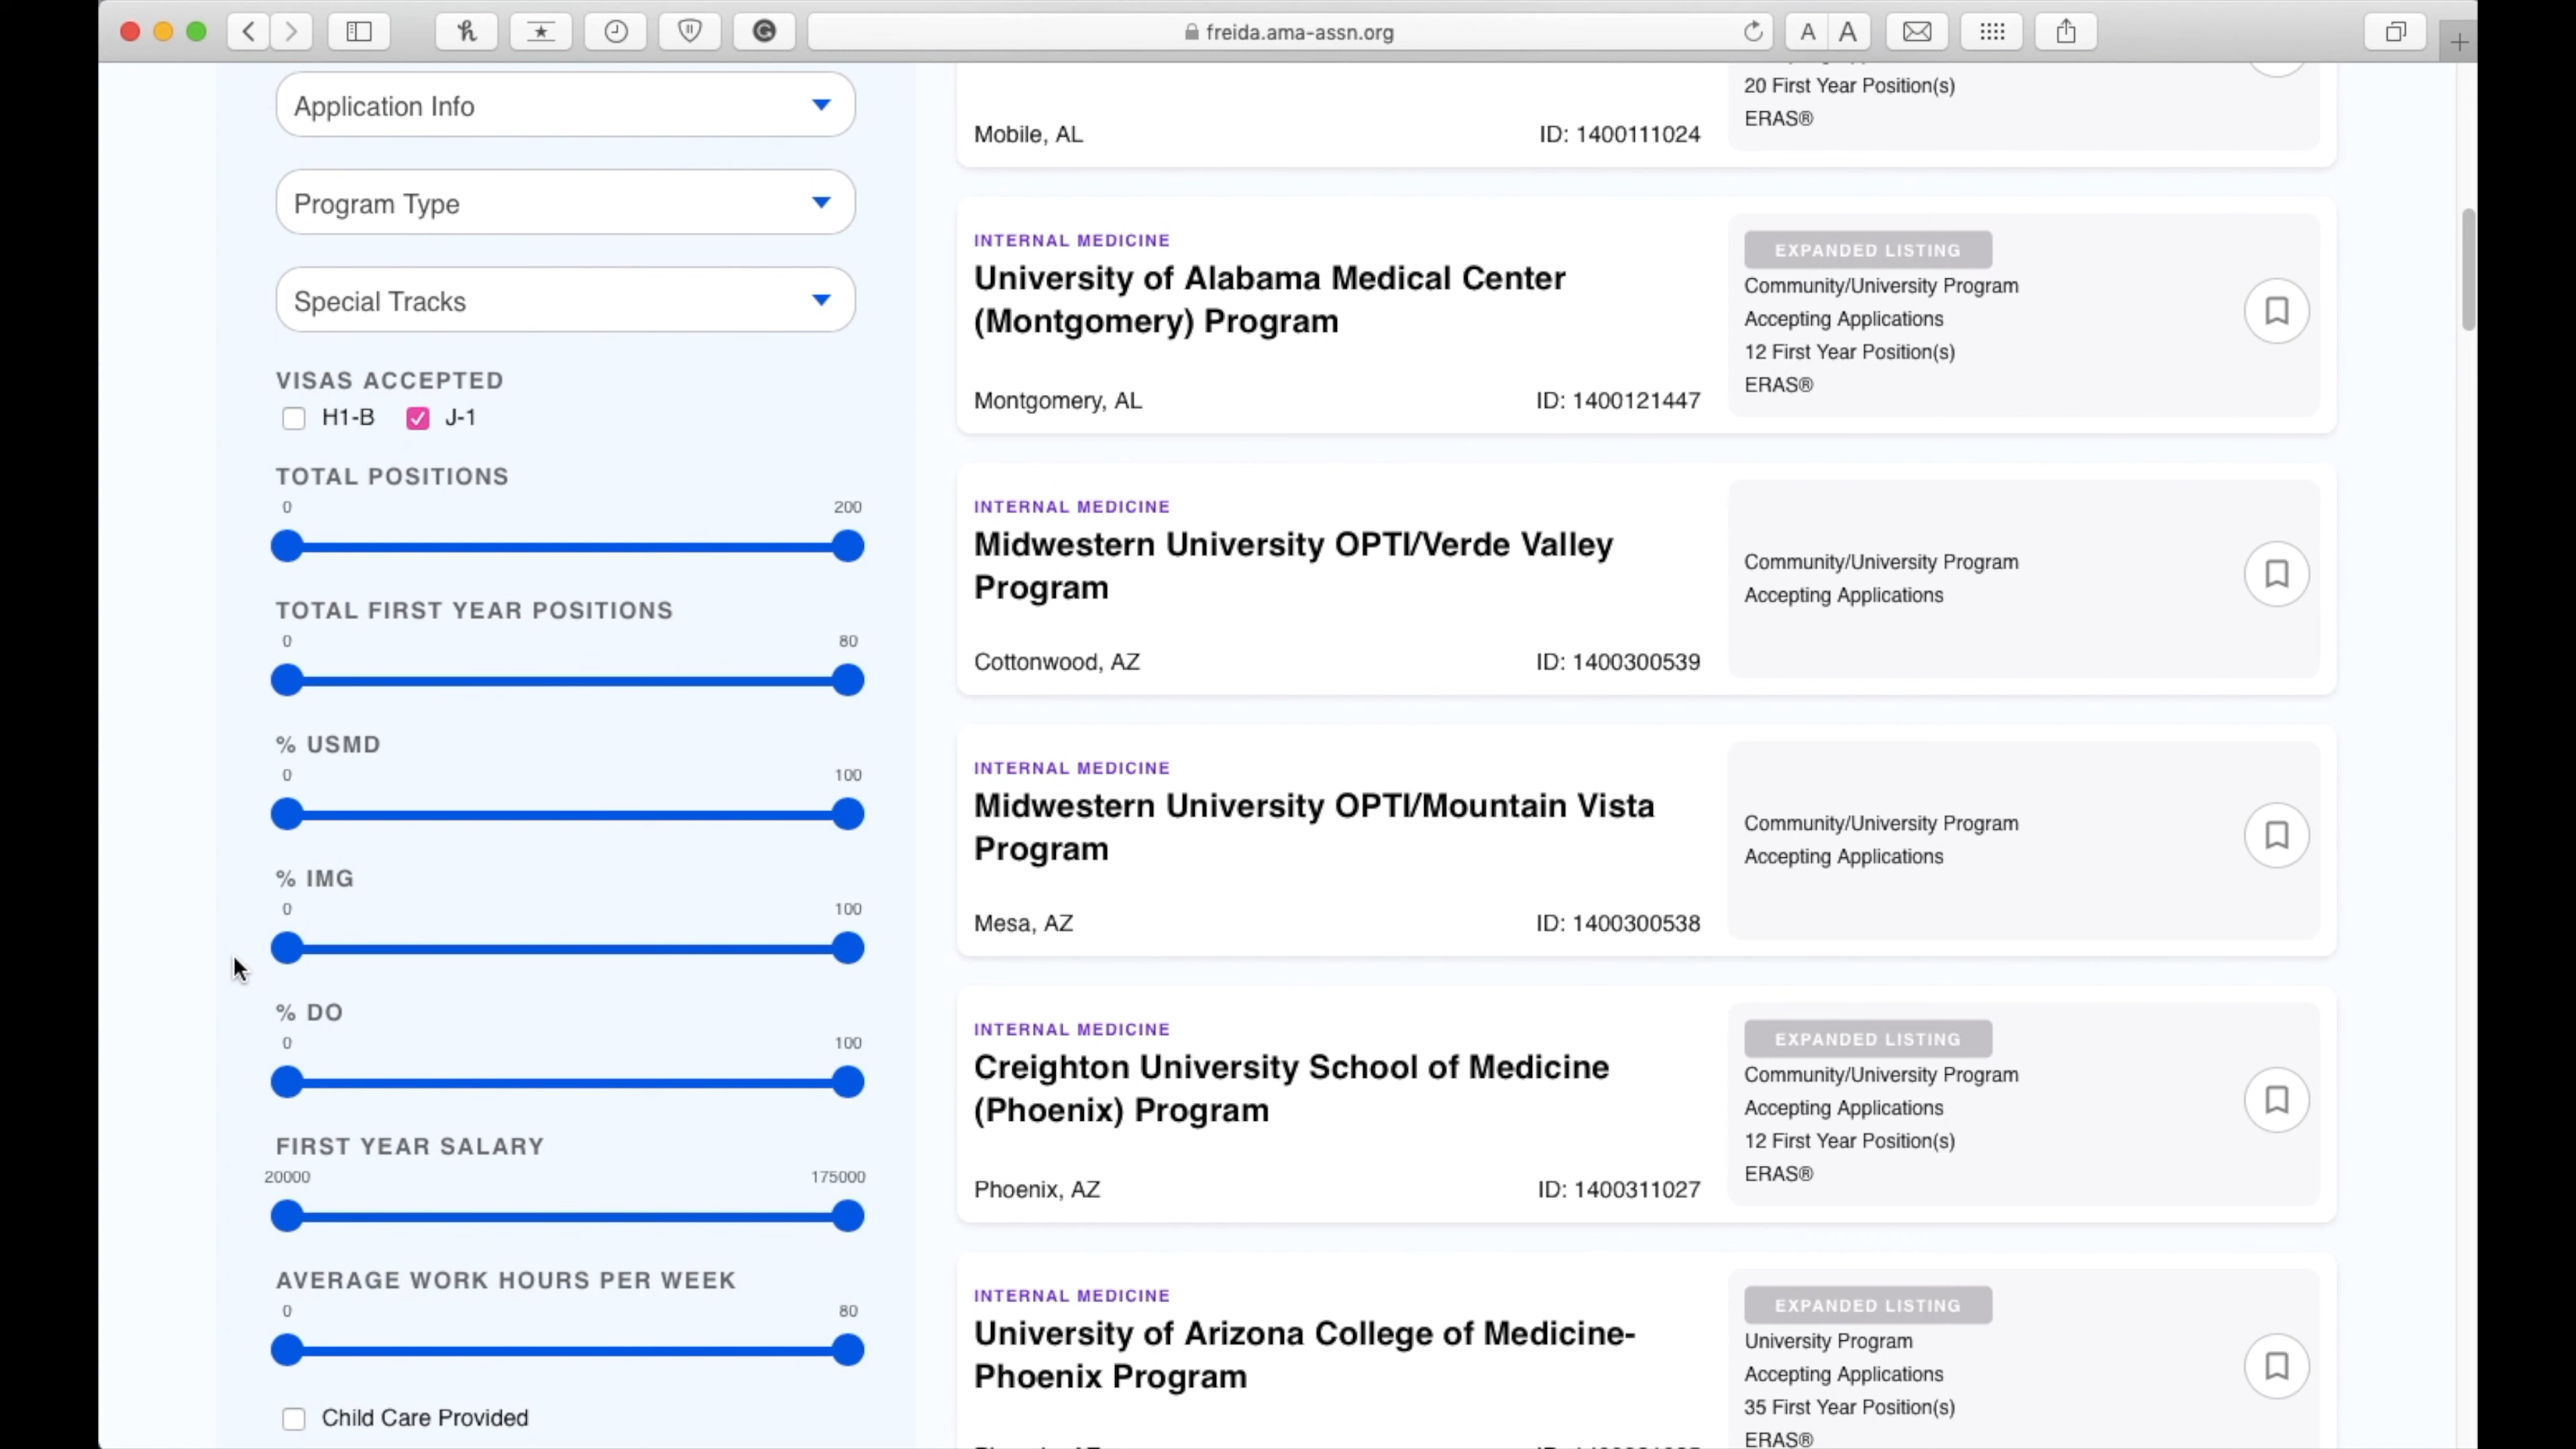 freida.ama-assn.org
A A
Application Info
Program Type
Special Tracks
VISAS ACCEPTED
H1-B J-1
TOTAL POSITIONS
0 200
TOTAL FIRST YEAR POSITIONS
0 80
% USMD
0 100
% IMG
0 100
% DO
0 100
FIRST YEAR SALARY
20000 175000
AVERAGE WORK HOURS PER WEEK
0 80
Child Care Provided
20 First Year Position(s)
ERAS®
Mobile, AL ID: 1400111024
INTERNAL MEDICINE
University of Alabama Medical Center
(Montgomery) Program
Montgomery, AL ID: 1400121447
EXPANDED LISTING
Community/University Program
Accepting Applications
12 First Year Position(s)
ERAS®
INTERNAL MEDICINE
Midwestern University OPTI/Verde Valley
Program
Cottonwood, AZ ID: 1400300539
Community/University Program
Accepting Applications
INTERNAL MEDICINE
Midwestern University OPTI/Mountain Vista
Program
Mesa, AZ ID: 1400300538
Community/University Program
Accepting Applications
INTERNAL MEDICINE
Creighton University School of Medicine
(Phoenix) Program
Phoenix, AZ ID: 1400311027
EXPANDED LISTING
Community/University Program
Accepting Applications
12 First Year Position(s)
ERAS®
INTERNAL MEDICINE
University of Arizona College of Medicine-
Phoenix Program
EXPANDED LISTING
University Program
Accepting Applications
35 First Year Position(s)
ERAS®